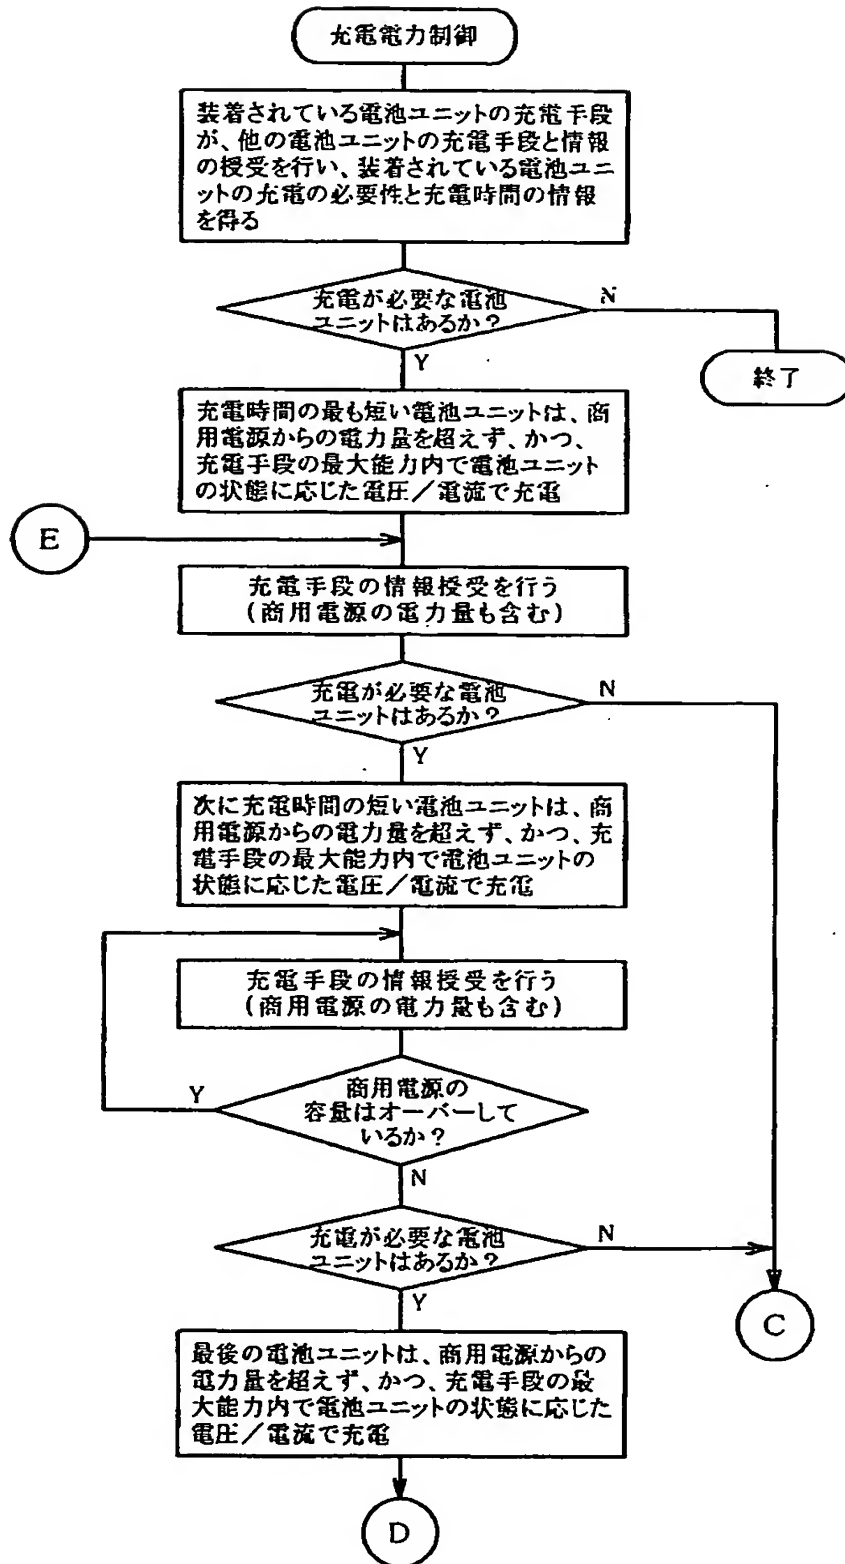 充電電力制御
装着されている電池ユニットの充電手段
が、他の電池ユニットの充電手段と情報
の授受を行い、装着されている電池ユニ
ットの充電の必要性と充電時間の情報
を得る
充電が必要な電池
ユニットはあるか?
N
Y
終了
充電時間の最も短い電池ユニットは、商
用電源からの電力量を超えず、かつ、
充電手段の最大能力内で電池ユニット
の状態に応じた電圧/電流で充電
E
充電手段の情報授受を行う
(商用電源の電力量も含む)
充電が必要な電池
ユニットはあるか?
N
Y
次に充電時間の短い電池ユニットは、商
用電源からの電力量を超えず、かつ、充
電手段の最大能力内で電池ユニットの
状態に応じた電圧/電流で充電
充電手段の情報授受を行う
(商用電源の電力量も含む)
Y
商用電源の
容量はオーバーして
いるか?
N
充電が必要な電池
ユニットはあるか?
N
Y
C
最後の電池ユニットは、商用電源からの
電力量を超えず、かつ、充電手段の最
大能力内で電池ユニットの状態に応じた
電圧/電流で充電
D